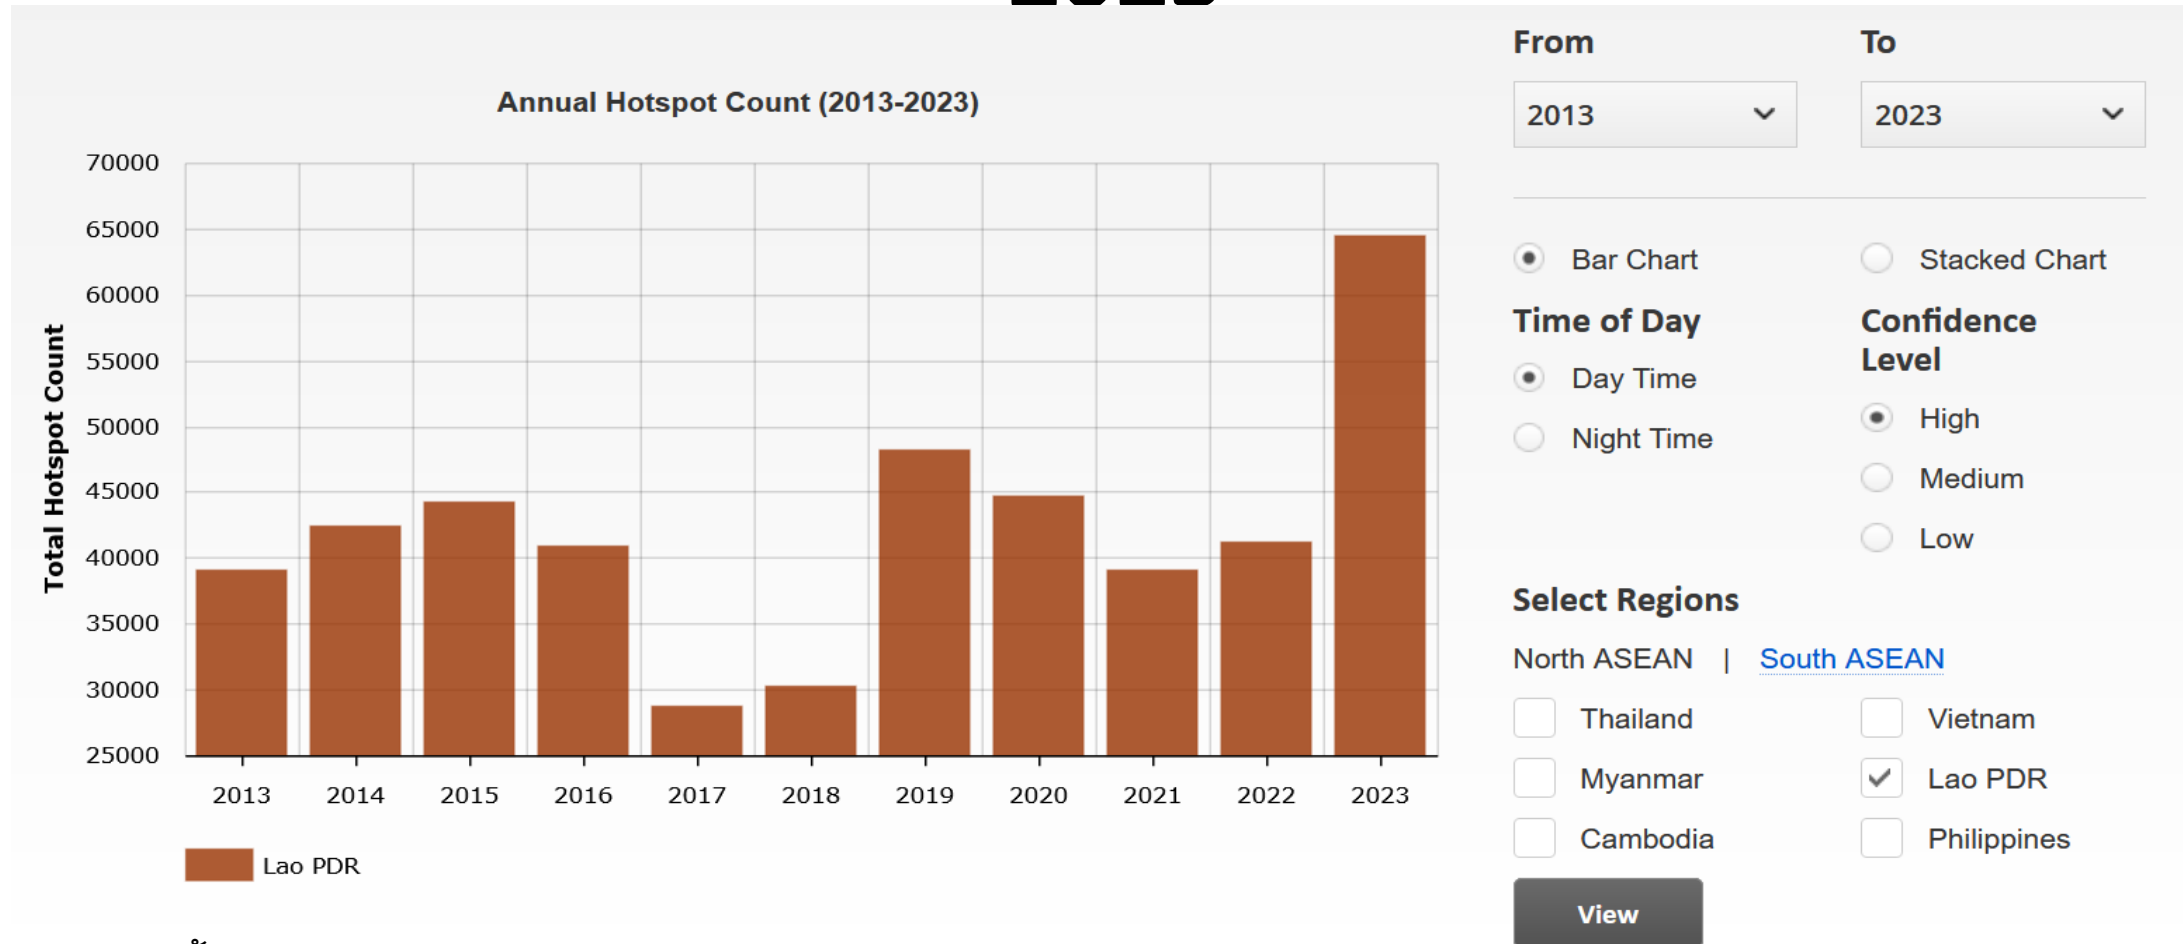 Annual Hotspot Count (2013-2023)
Total Hotspot Count
70000
65000
60000
55000
50000
45000
40000
35000
30000
25000
2013 2014 2015 2016 2017 2018 2019 2020 2021 2022 2023
Lao PDR
From To
2013 2023
Bar Chart Stacked Chart
Time of Day
Day Time
Night Time
Confidence
Level
High
Medium
Low
Select Regions
North ASEAN | South ASEAN
Thailand Vietnam
Myanmar Lao PDR
Cambodia Philippines
View